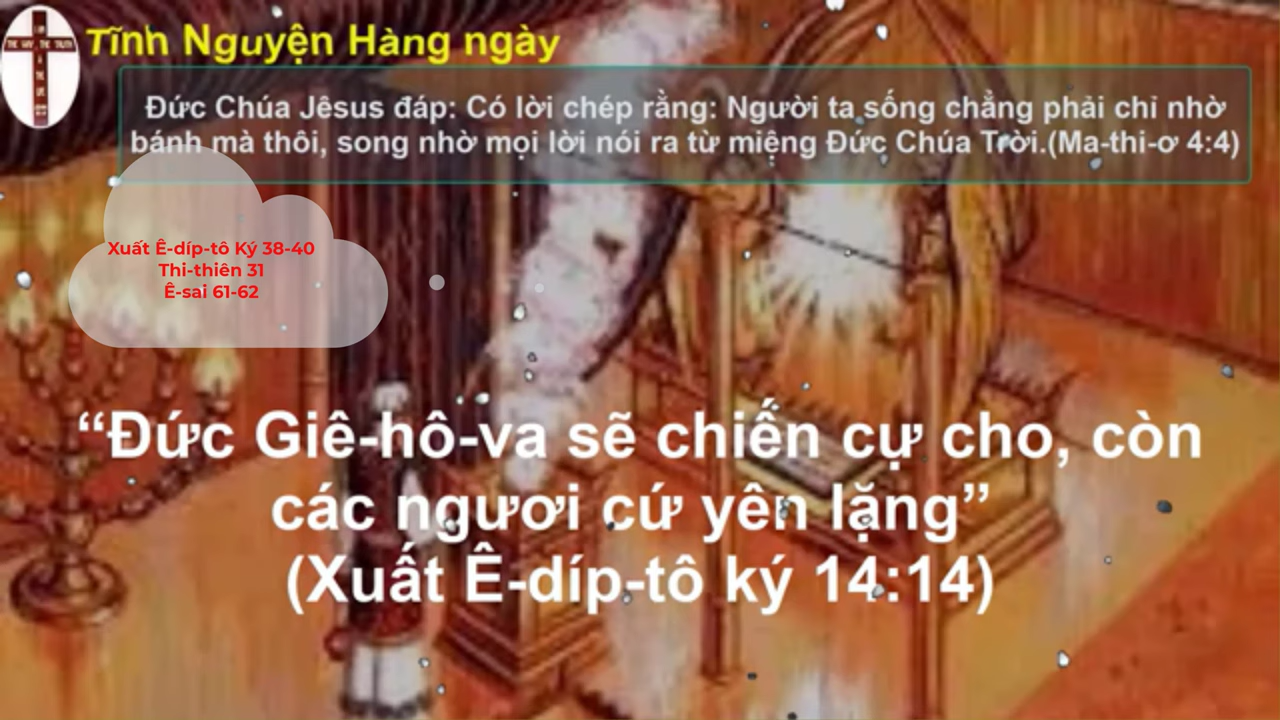 Tĩnh Nguyện Hàng ngày
Đức Chúa Jêsus đáp: Có lời chép rằng: Người ta sống chẳng phải chỉ nhờ
bánh mà thôi, song nhờ mọi lời nói ra từ miệng Đức Chúa Trời.(Ma-thi-ơ 4:4)
Xuất Ê-díp-tô Ký 38-40
Thi-thiên 31
Ê-sai 61-62
“Đức Giê-hô-va sẽ chiến cự cho, còn
các ngươi cứ yên lặng”
(Xuất Ê-díp-tô ký 14:14)